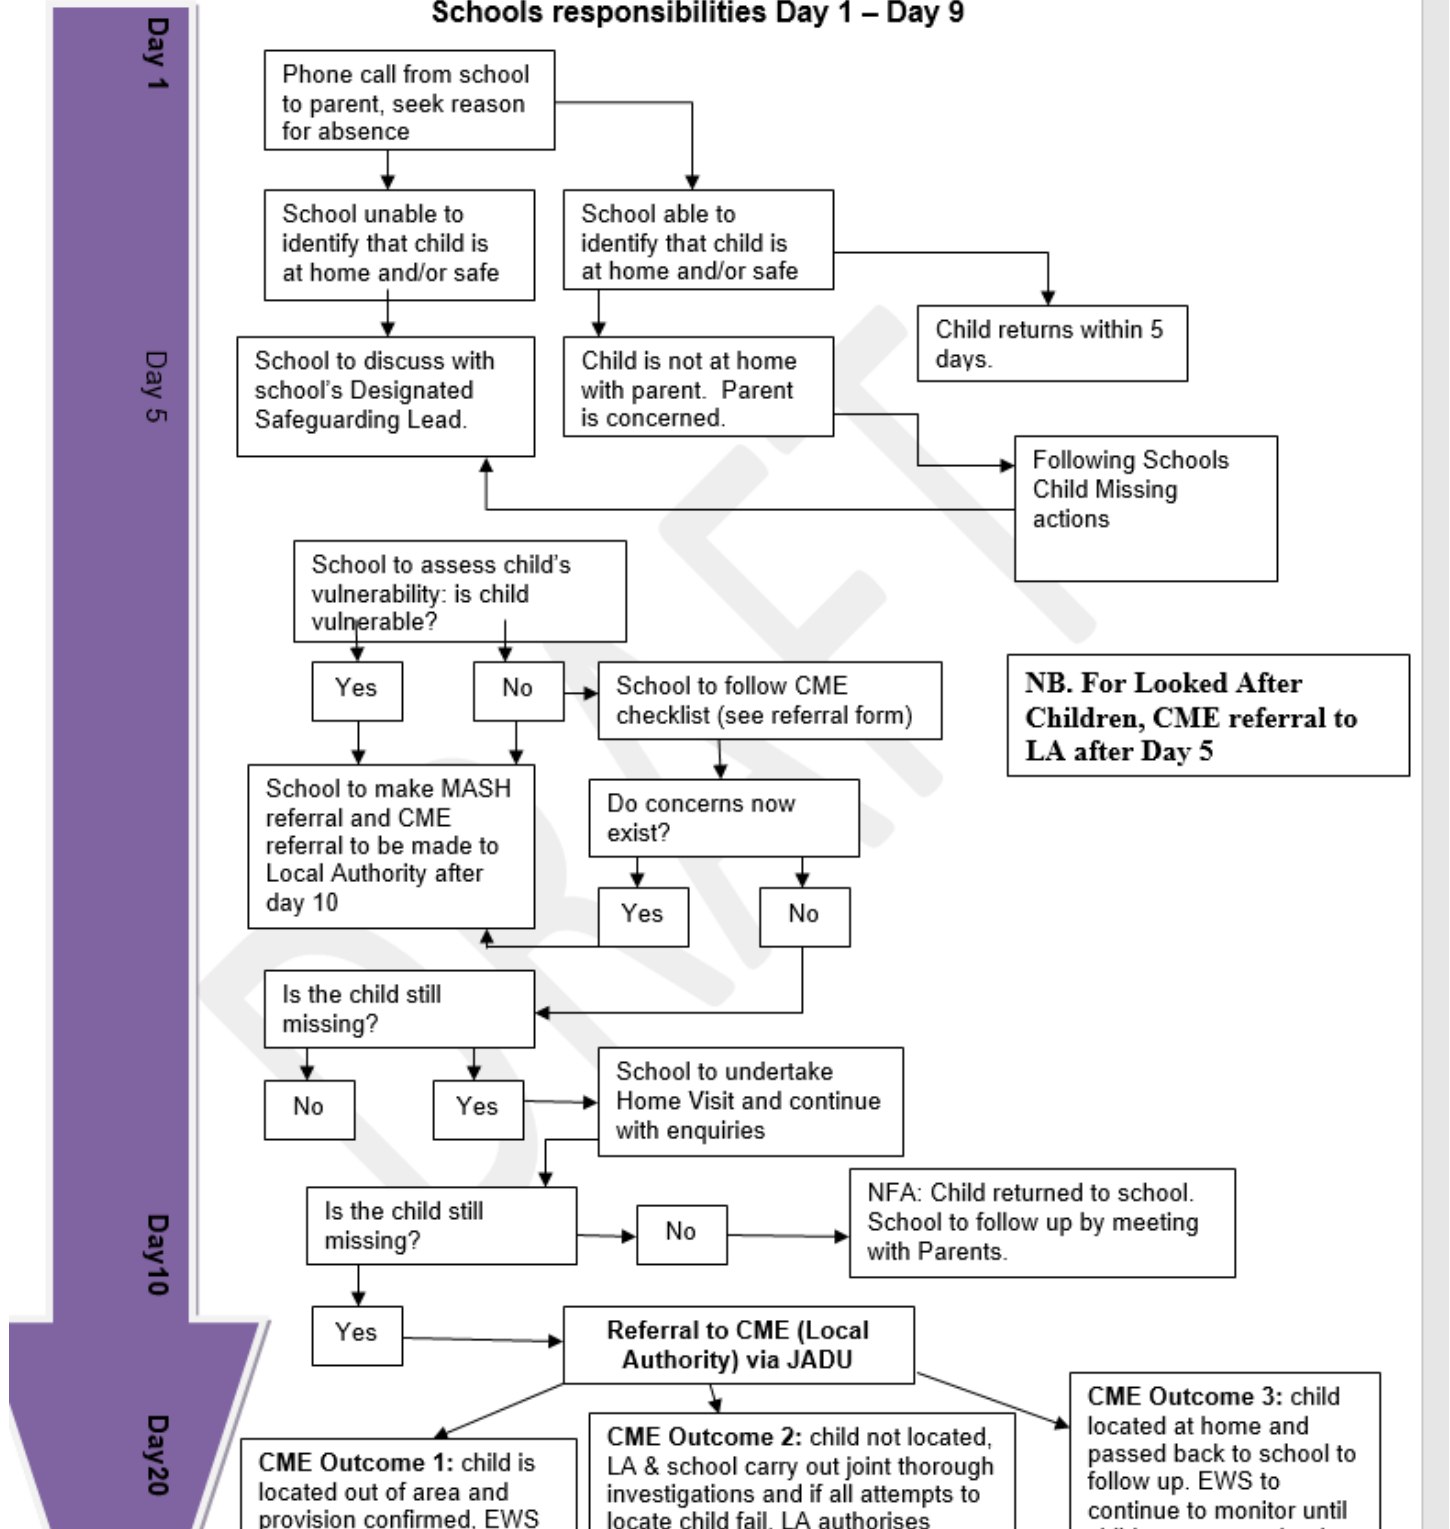 Schools responsibilities Day 1 – Day 9
Day 1
Phone call from school
to parent, seek reason
for absence
School unable to
identify that child is
at home and/or safe
School able to
identify that child is
at home and/or safe
Child returns within 5
days.
Day 5
School to discuss with
school's Designated
Safeguarding Lead.
Child is not at home
with parent.  Parent
is concerned.
Following Schools
Child Missing
actions
School to assess child's
vulnerability: is child
vulnerable?
Yes
No
School to follow CME
checklist (see referral form)
NB. For Looked After
Children, CME referral to
LA after Day 5
School to make MASH
referral and CME
referral to be made to
Local Authority after
day 10
Do concerns now
exist?
Yes
No
Is the child still
missing?
No
Yes
School to undertake
Home Visit and continue
with enquiries
Day10
Is the child still
missing?
No
NFA: Child returned to school.
School to follow up by meeting
with Parents.
Yes
Referral to CME (Local
Authority) via JADU
Day20
CME Outcome 1: child is
located out of area and
provision confirmed, EWS
CME Outcome 2: child not located,
LA & school carry out joint thorough
investigations and if all attempts to
locate child fail, LA authorises
CME Outcome 3: child
located at home and
passed back to school to
follow up. EWS to
continue to monitor until
DRAFT